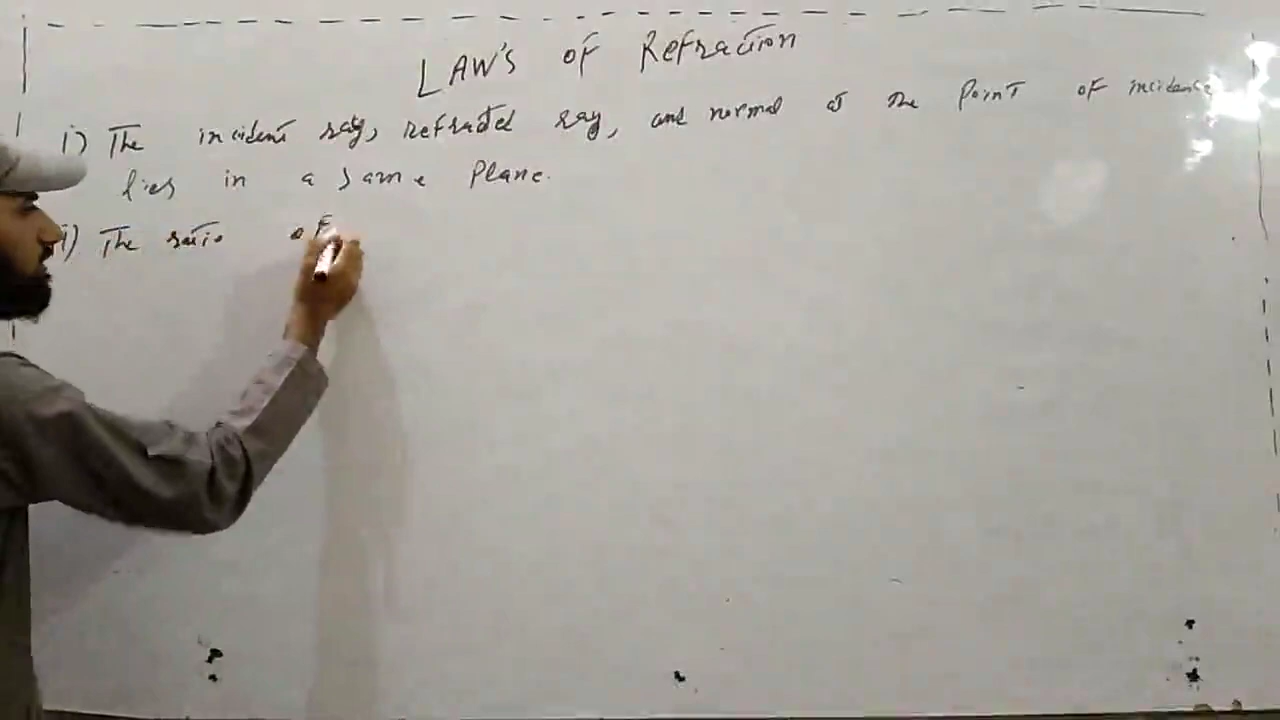 LAW'S OF Refraction
i) The incident ray, refracted ray, and normal at the Point OF incidence
lies in a same Plane.
i) The ratio of